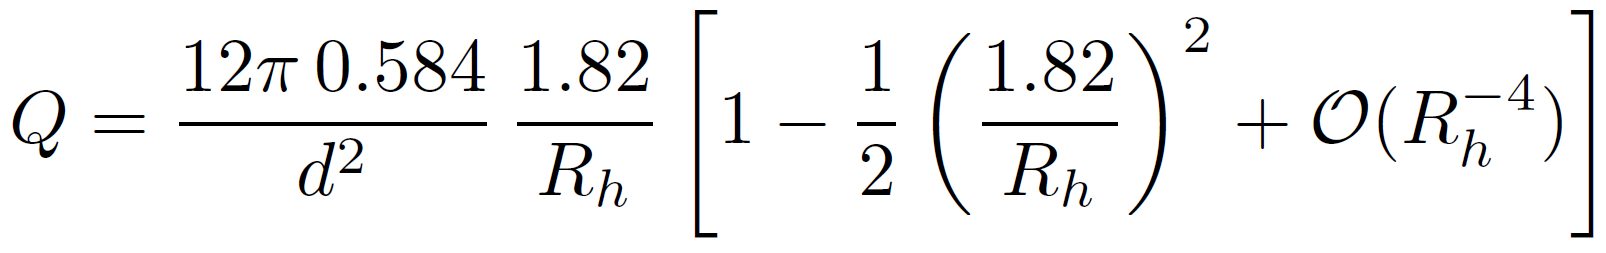 $Q = \frac{12\pi\, 0.584}{d^2} \frac{1.82}{R_h} \left[ 1 - \frac{1}{2} \left( \frac{1.82}{R_h} \right)^2 + \mathcal{O}(R_h^{-4}) \right]$